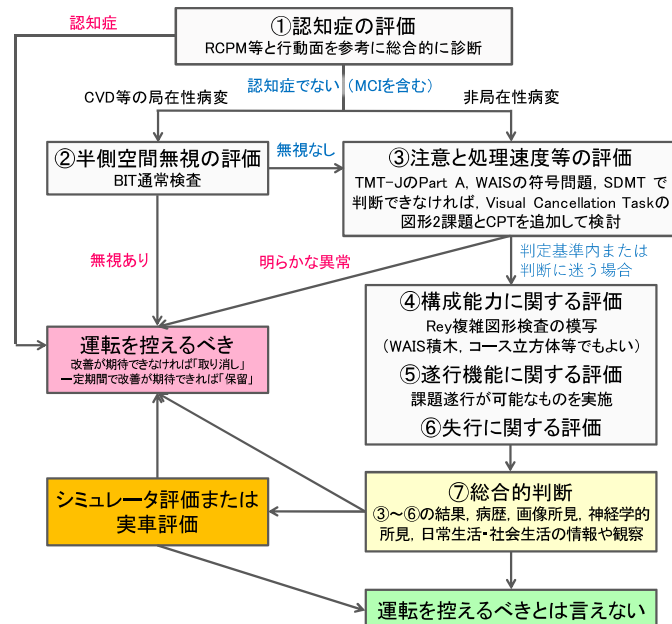 認知症
①認知症の評価
RCPM等と行動面を参考に総合的に診断
認知症でない（MCIを含む）
CVD等の局在性病変
非局在性病変
②半側空間無視の評価
BIT通常検査
無視なし
③注意と処理速度等の評価
TMT-JのPart A, WAISの符号問題, SDMT で
判断できなければ, Visual Cancellation Taskの
図形2課題とCPTを追加して検討
無視あり
明らかな異常
判定基準内または
判断に迷う場合
運転を控えるべき
改善が期待できなければ「取り消し」
一定期間で改善が期待できれば「保留」
④構成能力に関する評価
Rey複雑図形検査の模写
（WAIS積木, コース立方体等でもよい）
⑤遂行機能に関する評価
課題遂行が可能なものを実施
⑥失行に関する評価
シミュレータ評価または
実車評価
⑦総合的判断
③～⑥の結果, 病歴, 画像所見, 神経学的
所見, 日常生活・社会生活の情報や観察
運転を控えるべきとは言えない